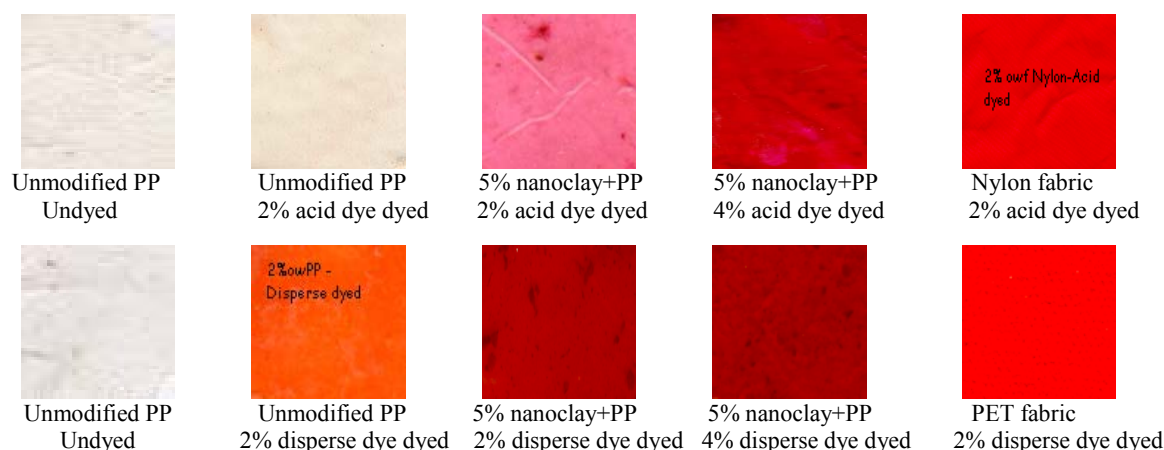 2% owf Nylon-Acid
dyed
Unmodified PP
Undyed
Unmodified PP
2% acid dye dyed
5% nanoclay+PP
2% acid dye dyed
5% nanoclay+PP
4% acid dye dyed
Nylon fabric
2% acid dye dyed
2%owPP -
Disperse dyed
Unmodified PP
Undyed
Unmodified PP
2% disperse dye dyed
5% nanoclay+PP
2% disperse dye dyed
5% nanoclay+PP
4% disperse dye dyed
PET fabric
2% disperse dye dyed